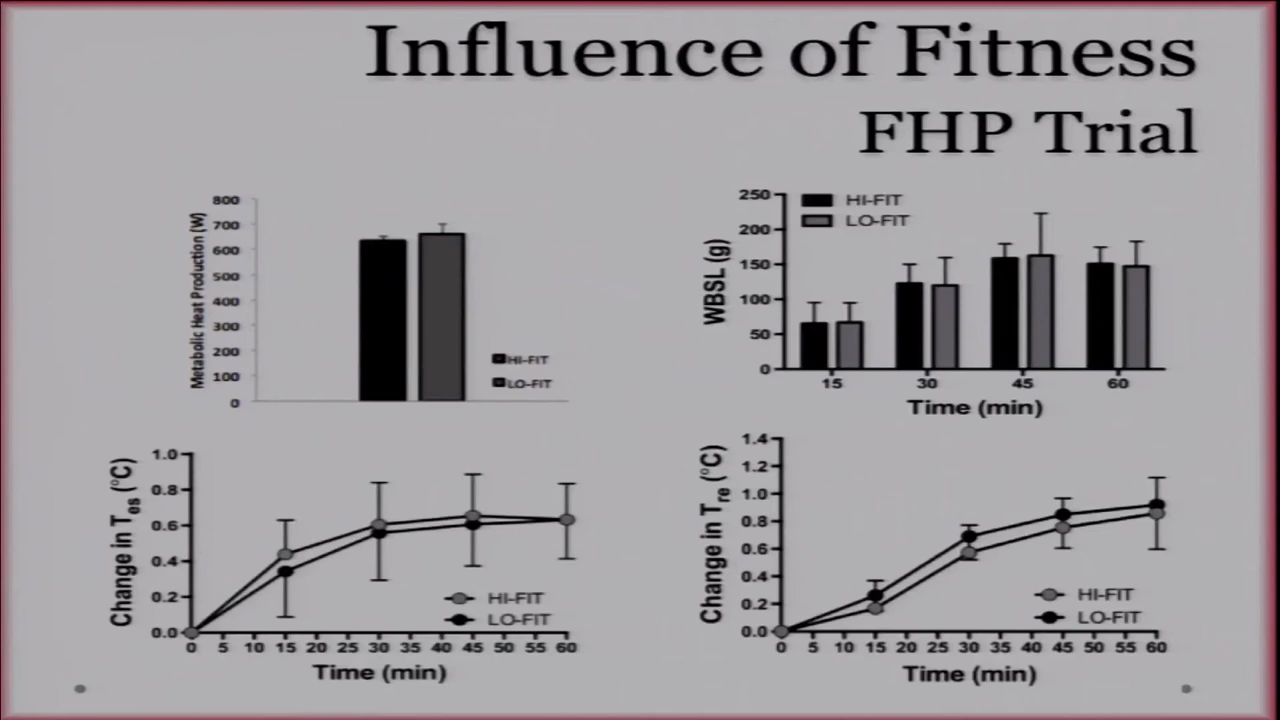 Influence of Fitness
FHP Trial
Metabolic Heat Production (W)
800
700
600
500
400
300
200
100
0
HI-FIT
LO-FIT
WBSL (g)
250
200
150
100
50
0
HI-FIT
LO-FIT
15 30 45 60
Time (min)
Change in Tes (°C)
1.0
0.8
0.6
0.4
0.2
0.0
HI-FIT
LO-FIT
0 5 10 15 20 25 30 35 40 45 50 55 60
Time (min)
Change in Tre (°C)
1.4
1.2
1.0
0.8
0.6
0.4
0.2
0.0
HI-FIT
LO-FIT
0 5 10 15 20 25 30 35 40 45 50 55 60
Time (min)